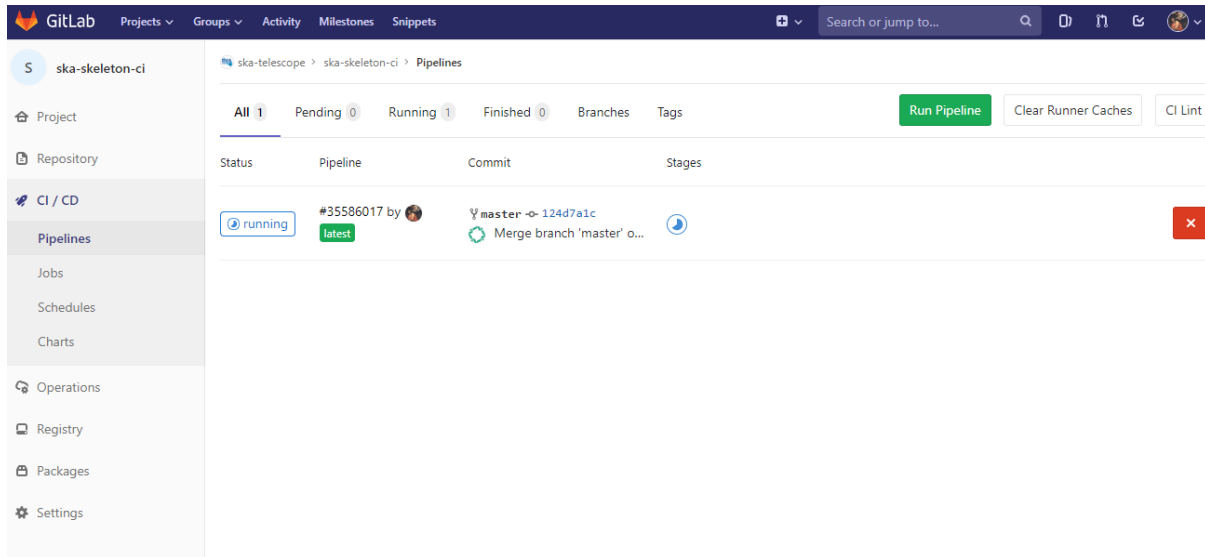 GitLab Projects Groups Activity Milestones Snippets Search or jump to...
S ska-skeleton-ci
ska-telescope > ska-skeleton-ci > Pipelines
All 1 Pending 0 Running 1 Finished 0 Branches Tags Run Pipeline Clear Runner Caches CI Lint
Project
Repository
CI / CD
Pipelines
Jobs
Schedules
Charts
Operations
Registry
Packages
Settings
Status Pipeline Commit Stages
running #35586017 by master 124d7a1c
latest Merge branch 'master' o...